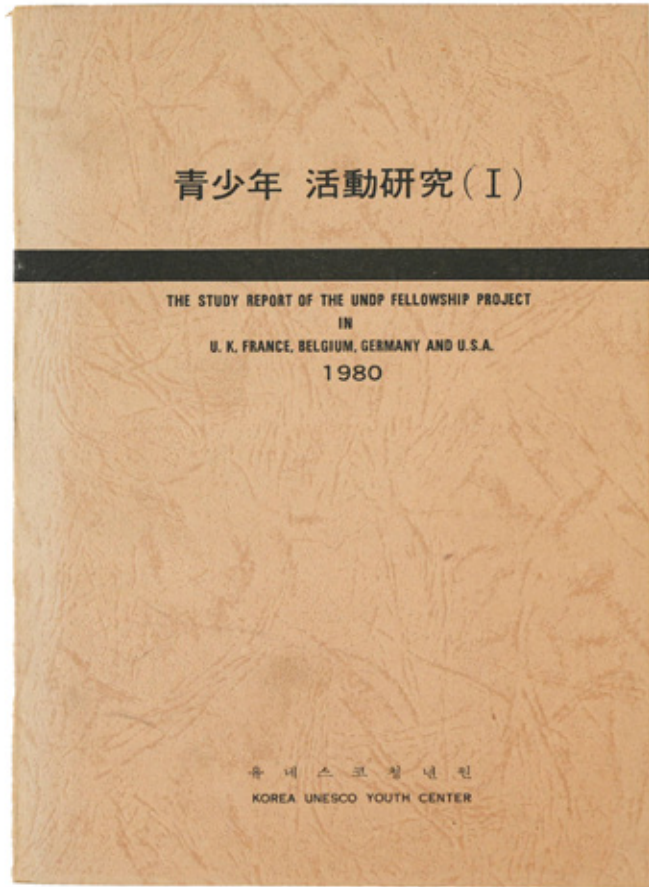 青少年 活動研究(Ⅰ)
THE STUDY REPORT OF THE UNDP FELLOWSHIP PROJECT
IN
U. K. FRANCE, BELGIUM, GERMANY AND U.S.A.
1980
유네스코청년원
KOREA UNESCO YOUTH CENTER